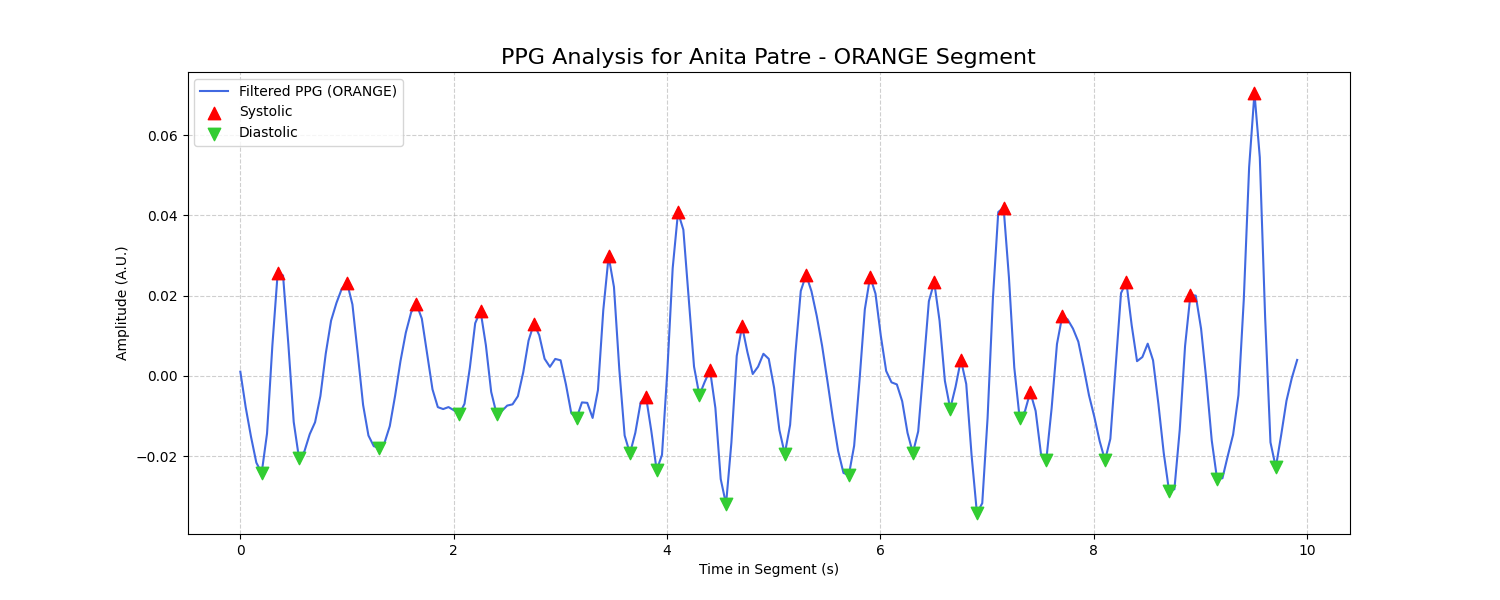 PPG Analysis for Anita Patre - ORANGE Segment
Filtered PPG (ORANGE)
Systolic
Diastolic
Amplitude (A.U.)
0.06
0.04
0.02
0.00
−0.02
0 2 4 6 8 10
Time in Segment (s)